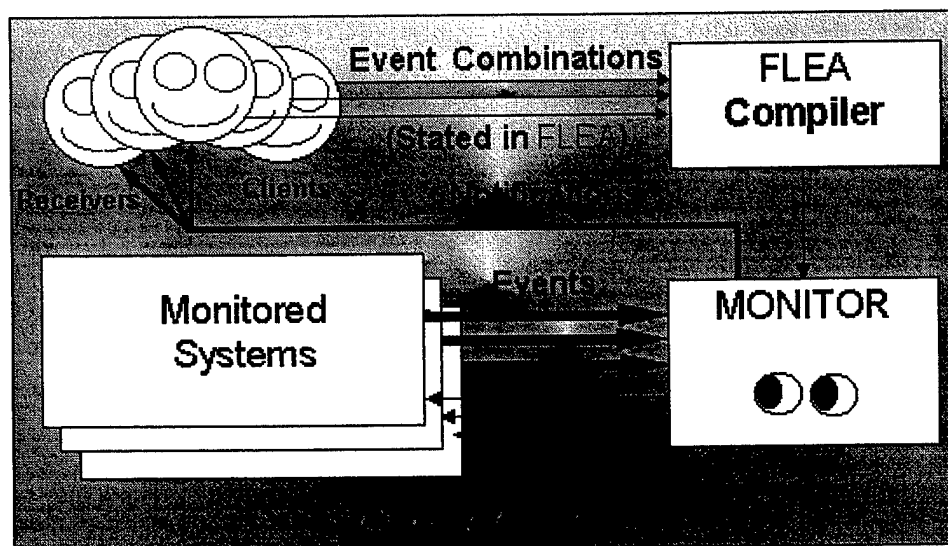 Event Combinations
(Stated in FLEA)
FLEA
Compiler
Receivers
Clients
Notifications
Events
Monitored
Systems
MONITOR